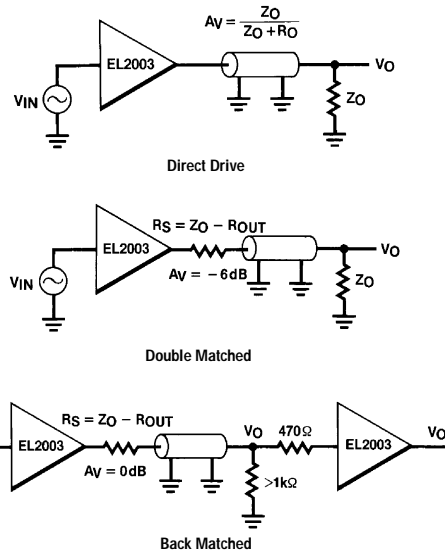 AV = ZO / ZO + RO
EL2003
VIN
VO
ZO
Direct Drive
RS = ZO – ROUT
EL2003
AV = –6dB
VIN
VO
ZO
Double Matched
RS = ZO – ROUT
EL2003
AV = 0dB
VO
470Ω
>1kΩ
EL2003
VO
Back Matched